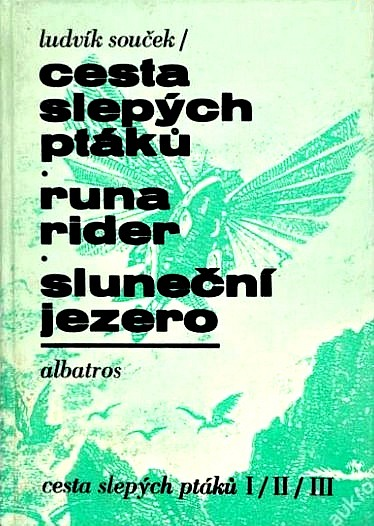 ludvík souček/
cesta
slepých
ptáků
• runa
rider
• sluneční
jezero
albatros
cesta slepých ptáků I/II/III